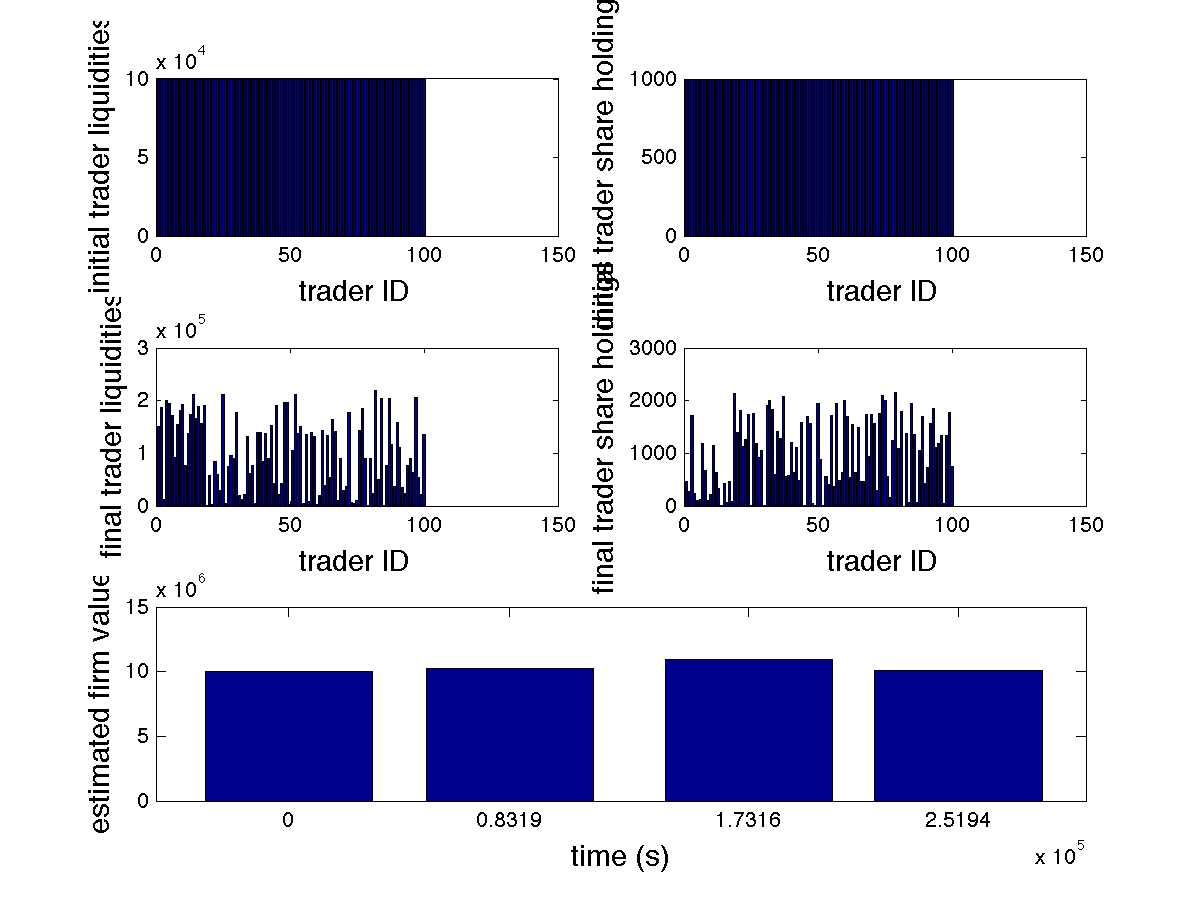 x 10^4
10
5
0
0 50 100 150
initial trader liquidities
trader ID
1000
500
0
0 50 100 150
trader share holding
trader ID
x 10^5
3
2
1
0
0 50 100 150
final trader liquidities
trader ID
3000
2000
1000
0
0 50 100 150
final trader share holdings
trader ID
x 10^6
15
10
5
0
0 0.8319 1.7316 2.5194
x 10^5
estimated firm value
time (s)